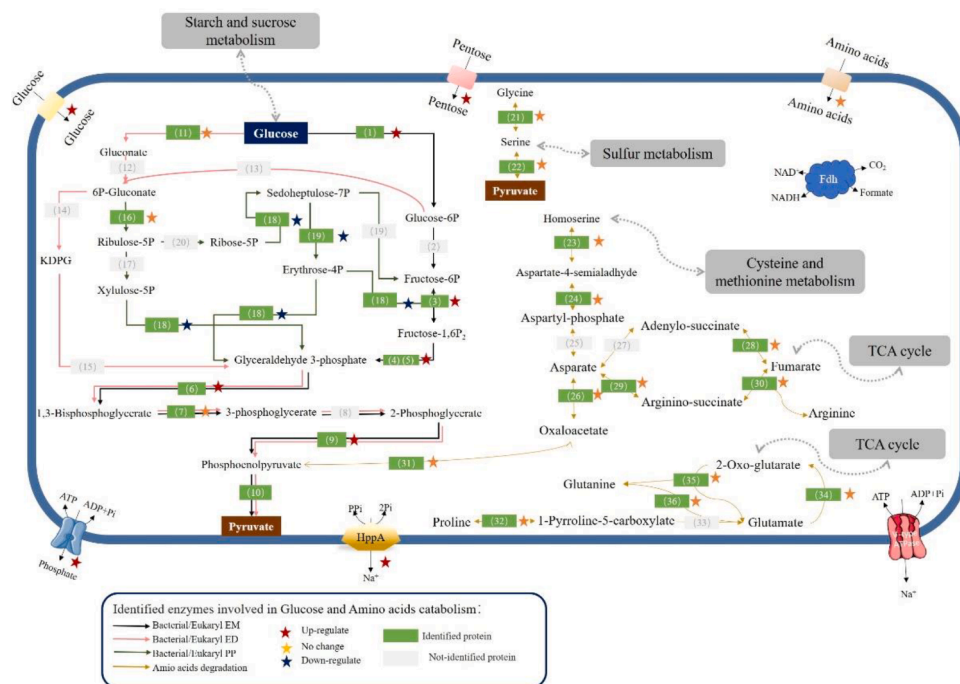 Starch and sucrose
metabolism
Glucose
Glucose
Pentose
Pentose
Amino acids
Amino acids
Glycine
(21)
Serine
(22)
Pyruvate
Sulfur metabolism
NAD⁺
NADH
Fdh
CO₂
Formate
(11)
Glucose
(1)
Gluconate
(12)
(13)
6P-Gluconate
(14)
(16)
Sedoheptulose-7P
(18)
(19)
(19)
Glucose-6P
(2)
Ribulose-5P
(20)
Ribose-5P
KDPG
(17)
Erythrose-4P
Fructose-6P
Xylulose-5P
(18)
(3)
(18)
(18)
Fructose-1,6P₂
(15)
Glyceraldehyde 3-phosphate
(4) (5)
(6)
1,3-Bisphosphoglycerate
(7)
3-phosphoglycerate
(8)
2-Phosphoglycerate
(9)
Phosphoenolpyruvate
(31)
(10)
Pyruvate
Homoserine
(23)
Aspartate-4-semialadhyde
Cysteine and
methionine metabolism
(24)
Aspartyl-phosphate
(25)
(27)
Adenylo-succinate
(28)
TCA cycle
Asparate
Fumarate
(26)
(29)
(30)
Arginino-succinate
Arginine
Oxaloacetate
TCA cycle
2-Oxo-glutarate
Glutanine
(35)
(36)
(34)
Proline
(32)
1-Pyrroline-5-carboxylate
(33)
Glutamate
ATP
ADP+Pi
Phosphate
PPi
2Pi
HppA
Na⁺
ATP
ADP+Pi
Na⁺
Identified enzymes involved in Glucose and Amino acids catabolism:
Bacterial/Eukaryl EM
Bacterial/Eukaryl ED
Bacterial/Eukaryl PP
Amio acids degradation
Up-regulate
No change
Down-regulate
Identified protein
Not-identified protein